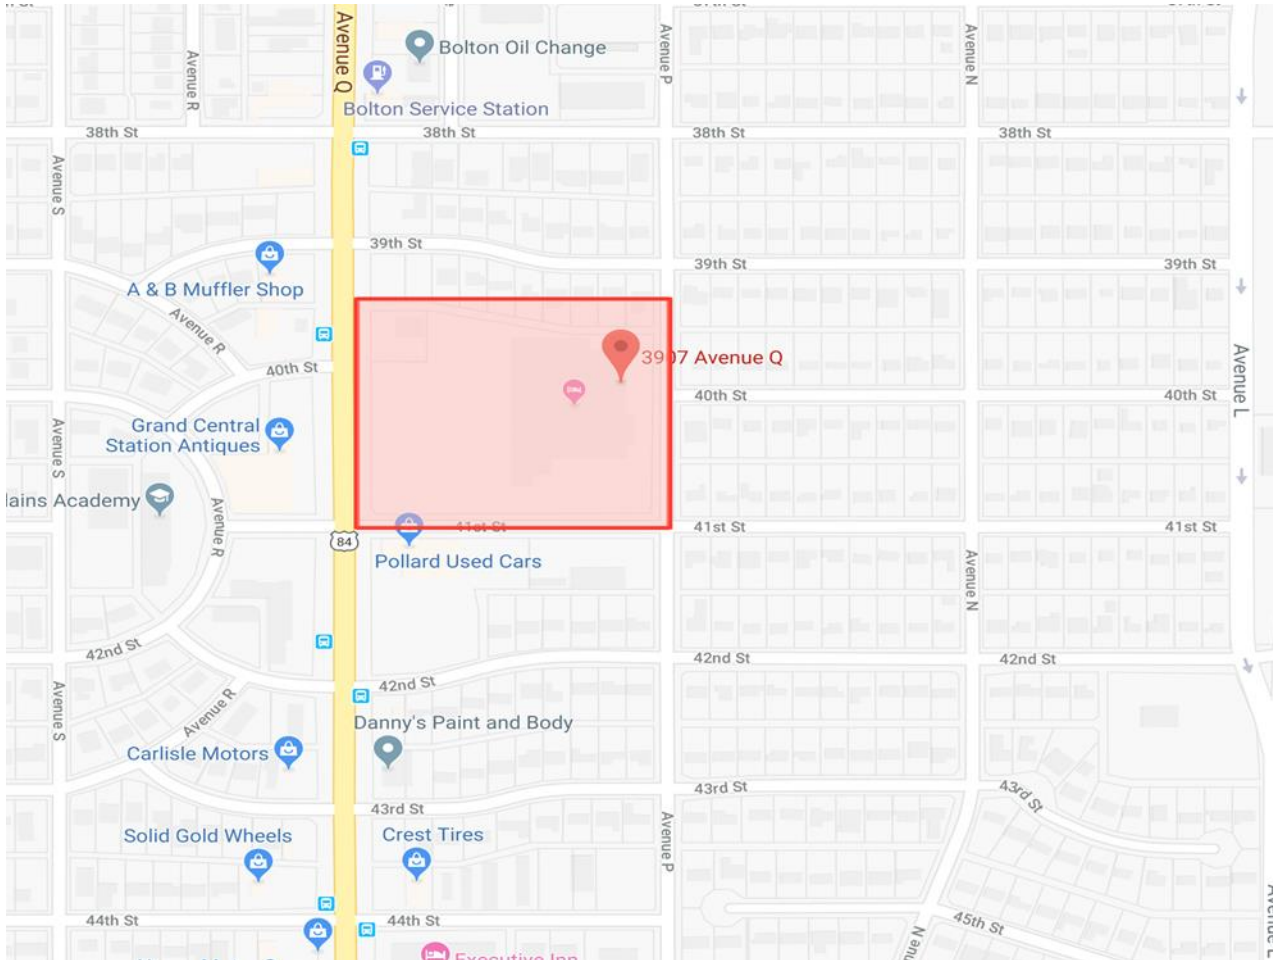 Avenue Q
Bolton Oil Change
Avenue P
Avenue N
Avenue R
Bolton Service Station
38th St
38th St
38th St
38th St
Avenue S
39th St
39th St
39th St
A & B Muffler Shop
Avenue R
3907 Avenue Q
40th St
40th St
40th St
Avenue L
Grand Central
Station Antiques
Avenue S
lains Academy
Avenue R
41st St
41st St
41st St
84
Pollard Used Cars
Avenue N
42nd St
42nd St
42nd St
42nd St
Avenue S
Avenue R
Danny's Paint and Body
Carlisle Motors
43rd St
43rd St
43rd St
Solid Gold Wheels
Crest Tires
Avenue P
44th St
44th St
45th St
Executive Inn